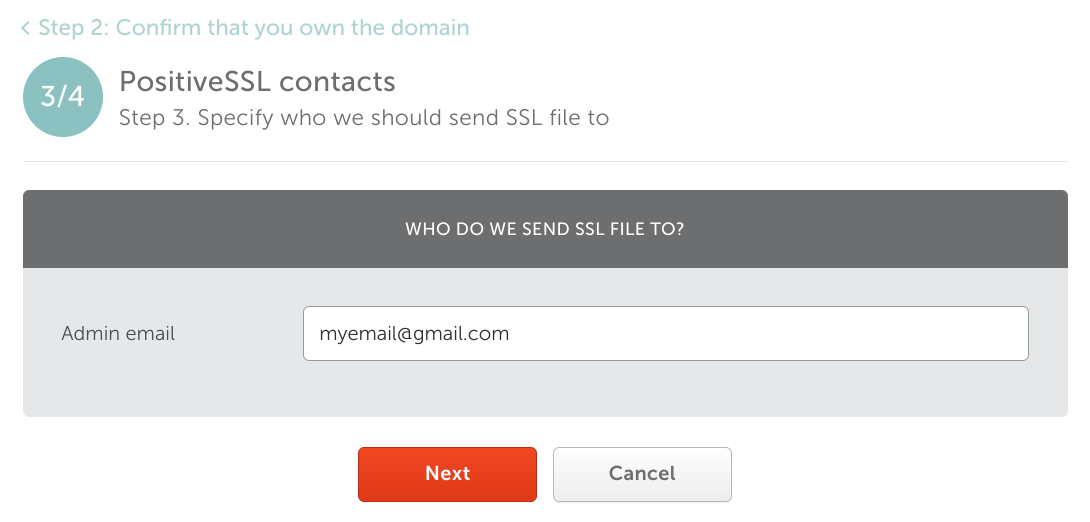 < Step 2: Confirm that you own the domain
3/4
PositiveSSL contacts
Step 3. Specify who we should send SSL file to
WHO DO WE SEND SSL FILE TO?
Admin email
myemail@gmail.com
Next
Cancel